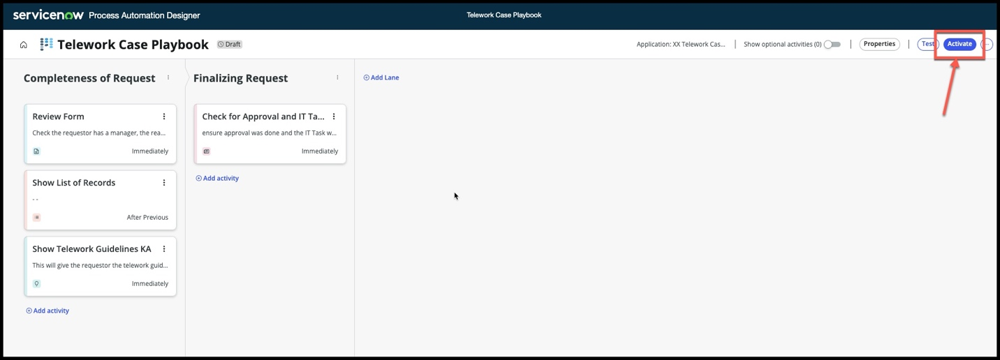 servicenow Process Automation Designer
Telework Case Playbook
Telework Case Playbook Draft
Application: XX Telework Cas...
Show optional activities (0)
Properties
Test
Activate
...
Completeness of Request
Review Form
Check the requestor has a manager, the rea...
Immediately
Show List of Records
--
After Previous
Show Telework Guidelines KA
This will give the requestor the telework guid...
Immediately
Add activity
Finalizing Request
Check for Approval and IT Ta...
ensure approval was done and the IT Task w...
Immediately
Add activity
Add Lane